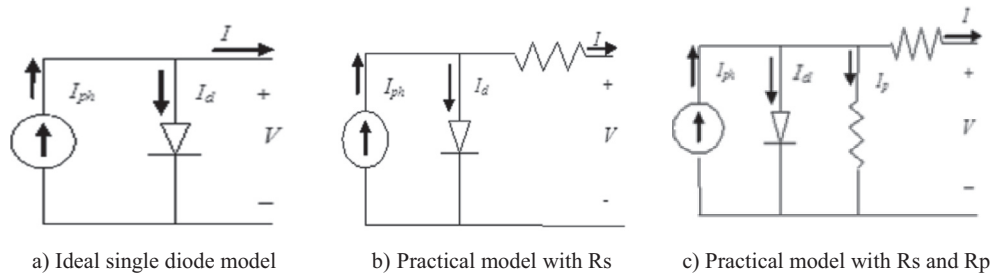 I
I
I
Iph
Id
+
V
−
Iph
Id
+
V
-
Iph
Id
Ip
+
V
−
a) Ideal single diode model
b) Practical model with Rs
c) Practical model with Rs and Rp